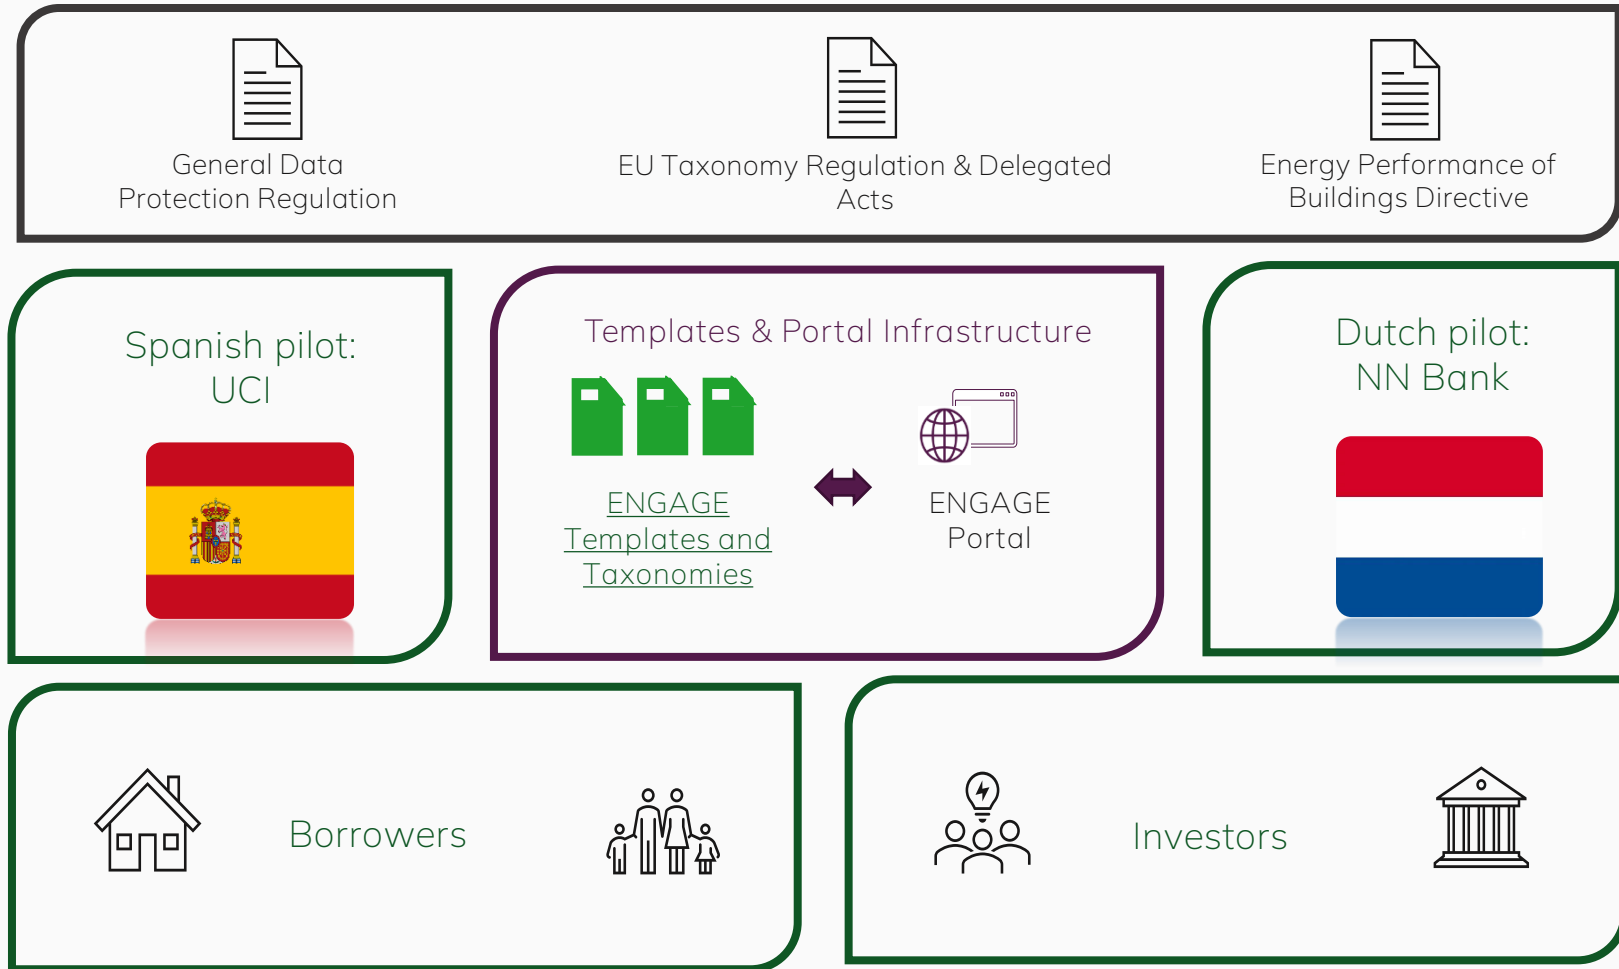 General Data
Protection Regulation
EU Taxonomy Regulation & Delegated
Acts
Energy Performance of
Buildings Directive
Spanish pilot:
UCI
Templates & Portal Infrastructure
ENGAGE
Templates and
Taxonomies
ENGAGE
Portal
Dutch pilot:
NN Bank
Borrowers
Investors